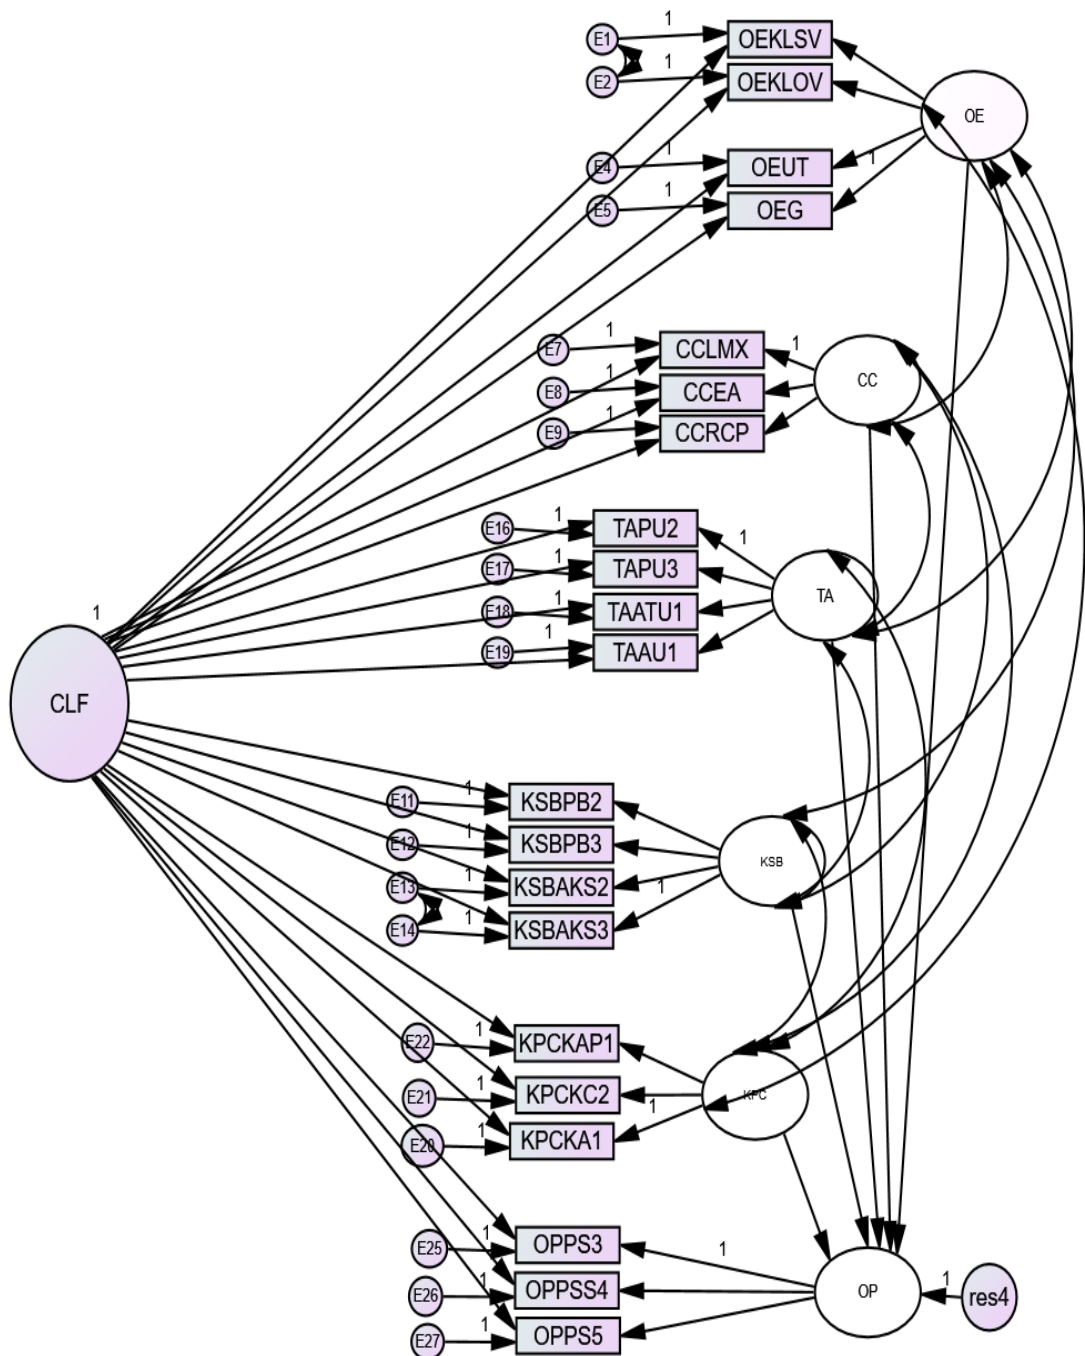 1
E1
OEKLSV
1
E2
OEKLOV
OE
1
E4
OEUT
1
1
E5
OEG
1
E7
CCLMX
1
CC
1
E8
CCEA
1
E9
CCRCP
1
E16
TAPU2
1
1
E17
TAPU3
TA
1
E18
TAATU1
1
E19
TAAU1
1
CLF
1
E11
KSBPB2
1
E12
KSBPB3
KSB
1
E13
KSBAKS2
1
1
E14
KSBAKS3
1
E22
KPCKAP1
1
E21
KPCKC2
KPC
1
1
E20
KPCKA1
1
E25
OPPS3
1
1
E26
OPPSS4
OP
1
res4
1
E27
OPPS5